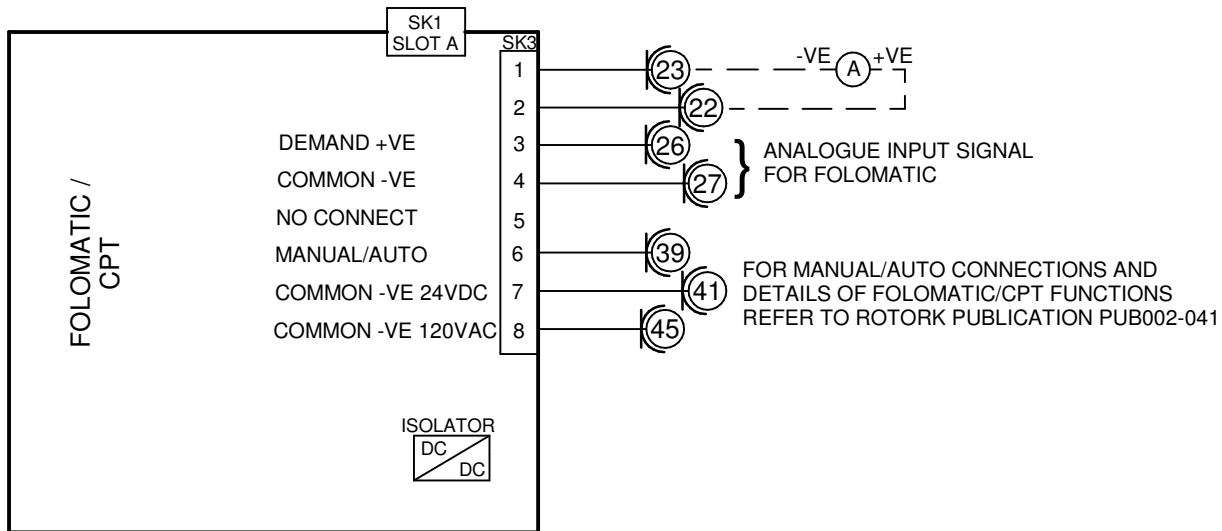 SK1
SLOT A
SK3
1
23
-VE
A
+VE
2
22
DEMAND +VE
3
26
ANALOGUE INPUT SIGNAL
FOR FOLOMATIC
COMMON -VE
4
27
NO CONNECT
5
MANUAL/AUTO
6
39
COMMON -VE 24VDC
7
41
FOR MANUAL/AUTO CONNECTIONS AND
DETAILS OF FOLOMATIC/CPT FUNCTIONS
REFER TO ROTORK PUBLICATION PUB002-041
COMMON -VE 120VAC
8
45
FOLOMATIC /
CPT
ISOLATOR
DC
DC